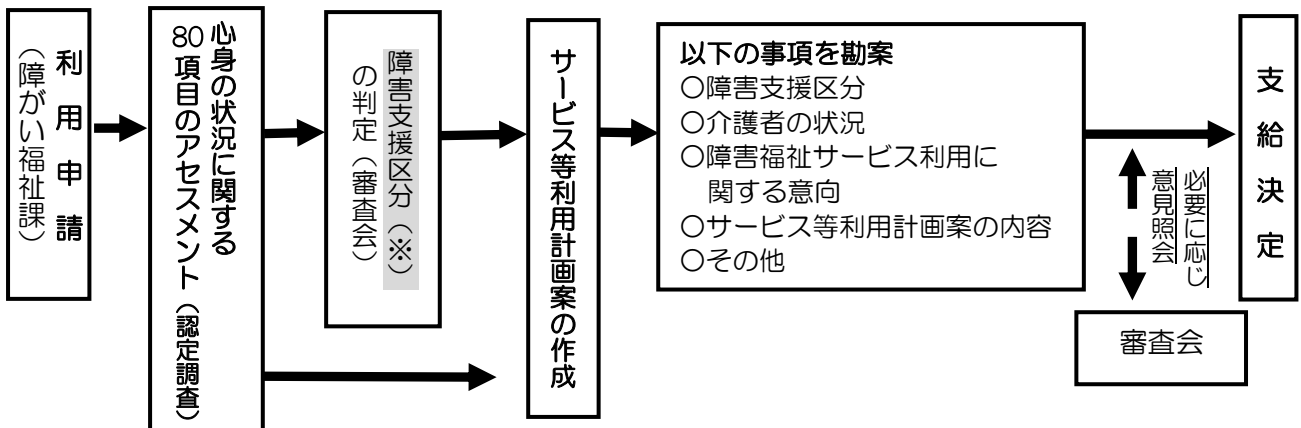 利用申請
（障がい福祉課）
心身の状況に関する
80項目のアセスメント（認定調査）
障害支援区分（※）
の判定（審査会）
サービス等利用計画案の作成
以下の事項を勘案
○障害支援区分
○介護者の状況
○障害福祉サービス利用に
関する意向
○サービス等利用計画案の内容
○その他
必要に応じ
意見照会
審査会
支給決定